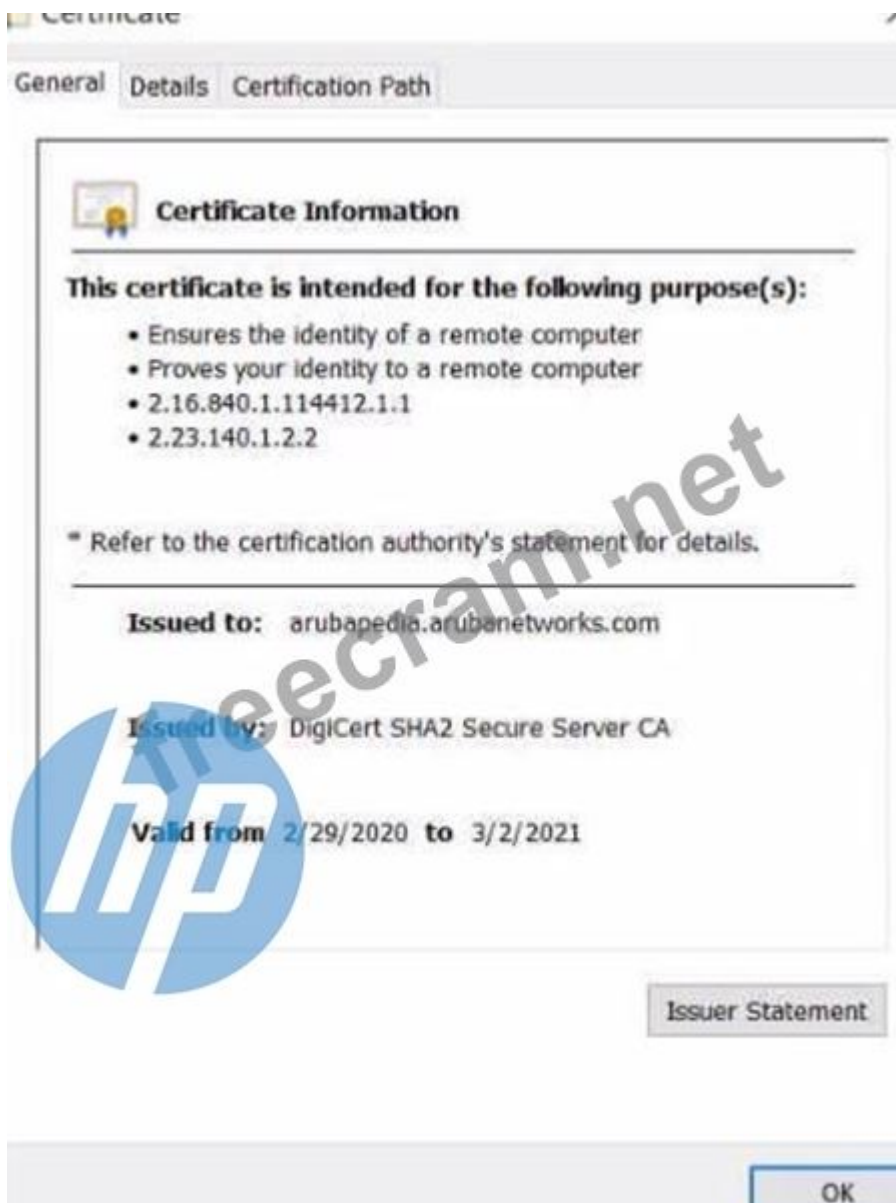 Certificate
General Details Certification Path
Certificate Information
This certificate is intended for the following purpose(s):
• Ensures the identity of a remote computer
• Proves your identity to a remote computer
• 2.16.840.1.114412.1.1
• 2.23.140.1.2.2
* Refer to the certification authority's statement for details.
Issued to: arubapedia.arubanetworks.com
Issued by: DigiCert SHA2 Secure Server CA
Valid from 2/29/2020 to 3/2/2021
freecram.net
hp
Issuer Statement
OK